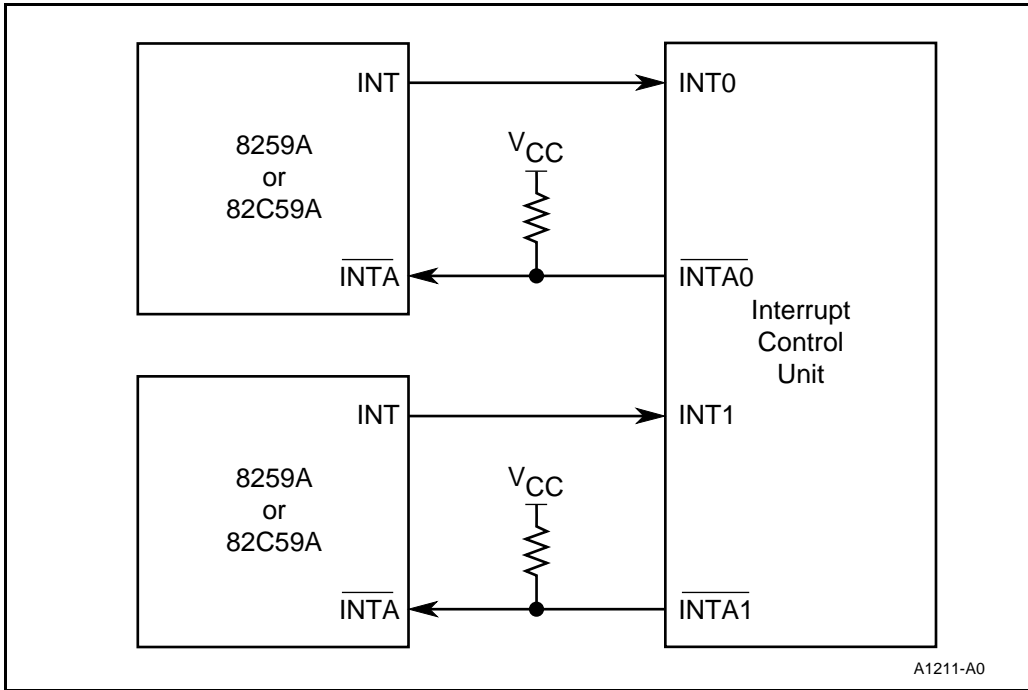 INT
INT0
8259A
or
82C59A
VCC
INTA
INTA0
Interrupt
Control
Unit
INT
INT1
8259A
or
82C59A
VCC
INTA
INTA1
A1211-A0